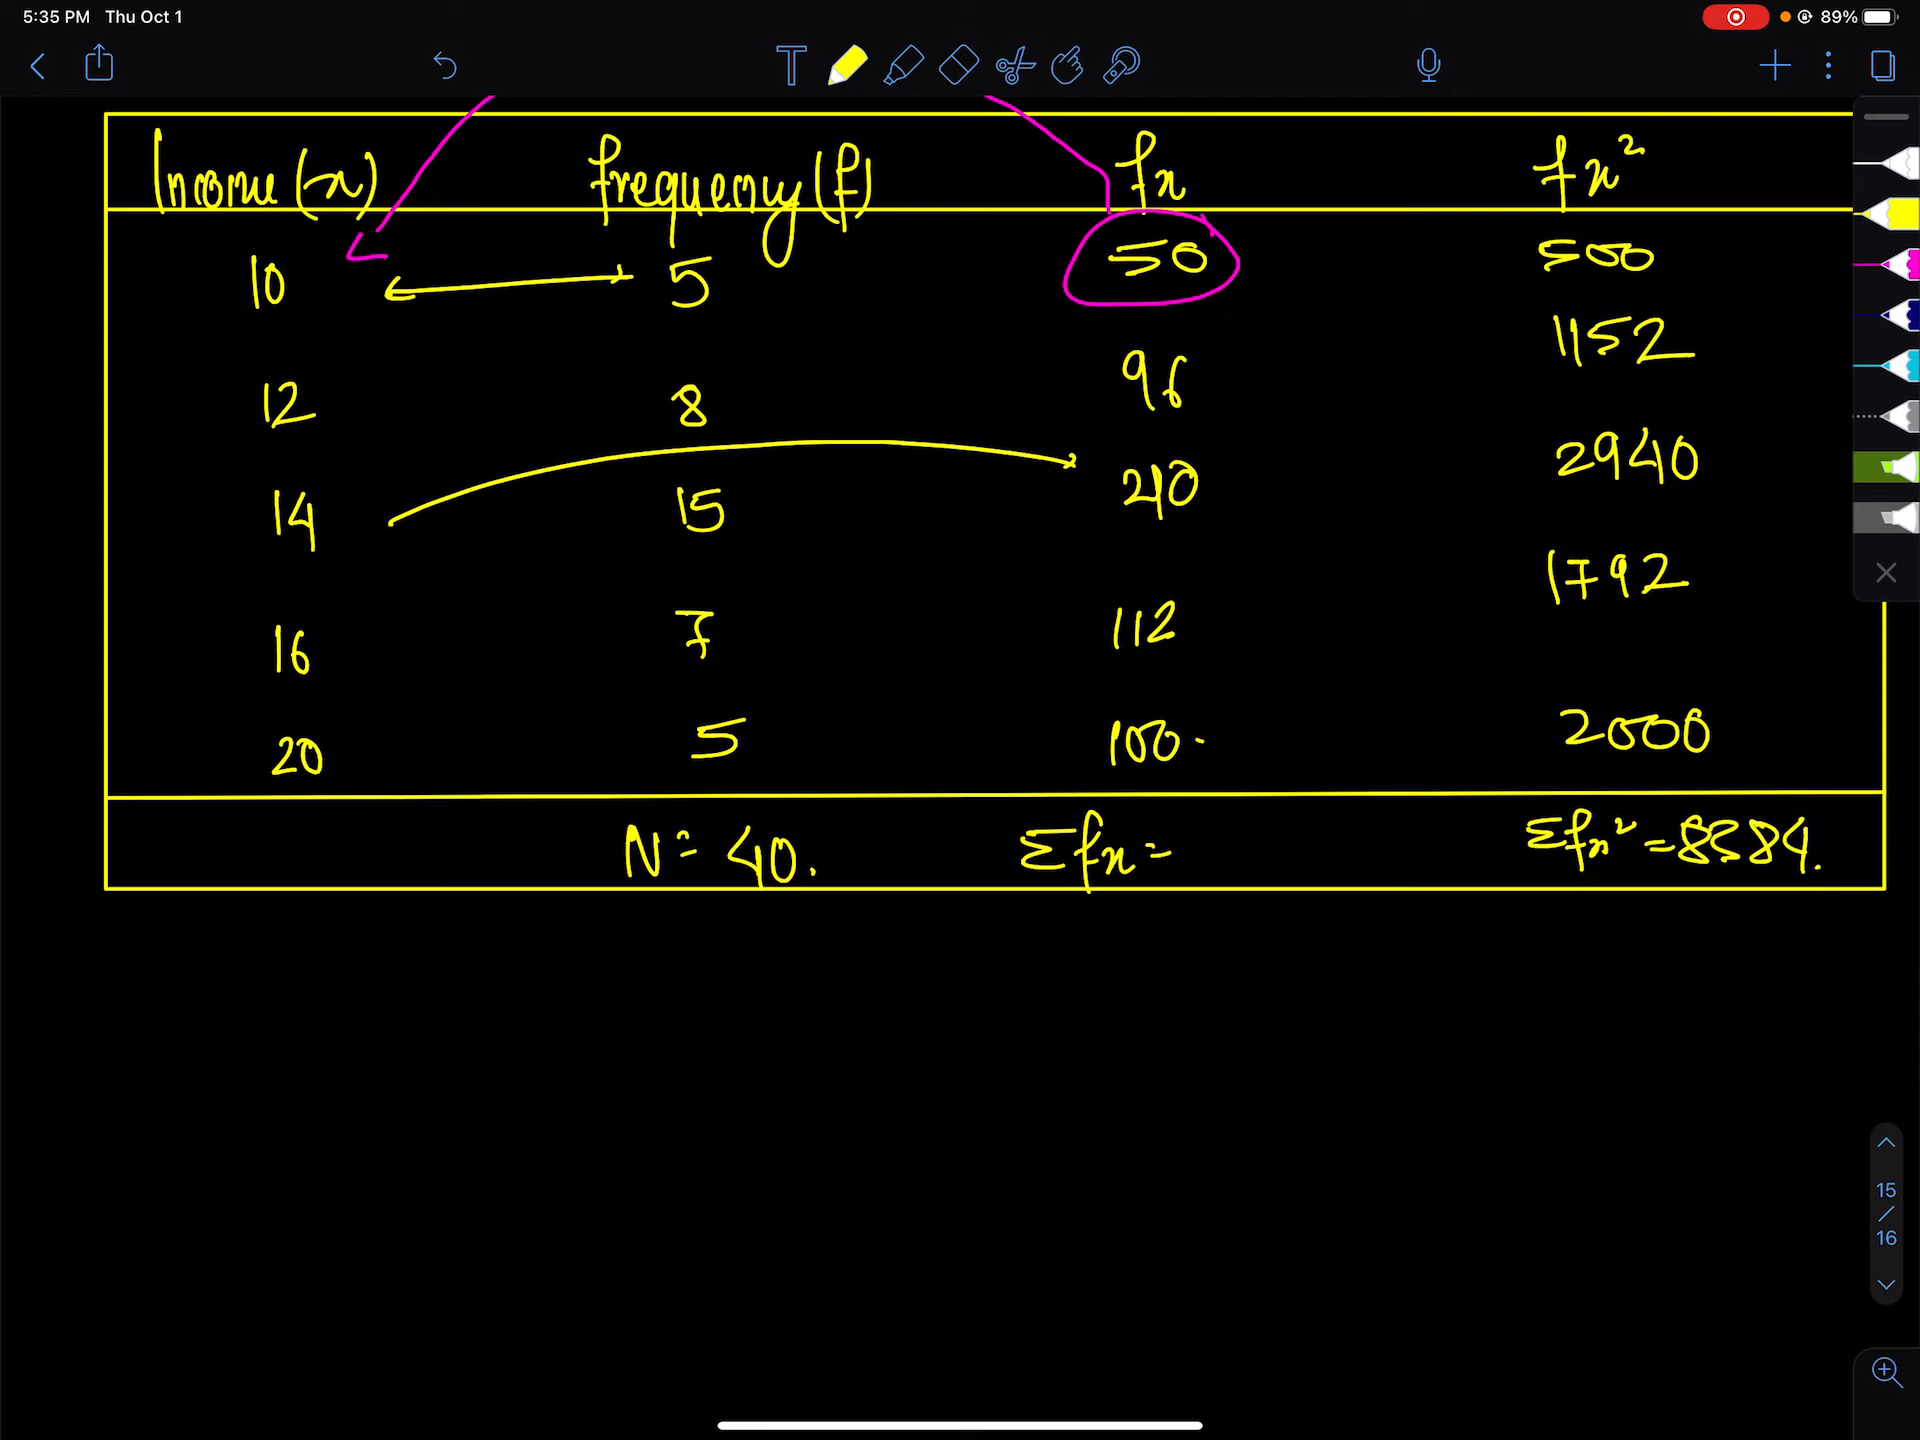 5:35 PM Thu Oct 1 89%
Income (x) frequency (f) fx fx²
10 5 50 500
12 8 96 1152
14 15 210 2940
16 7 112 1792
20 5 100. 2000
N = 40. Σfx = Σfx² = 8384.
15
/
16